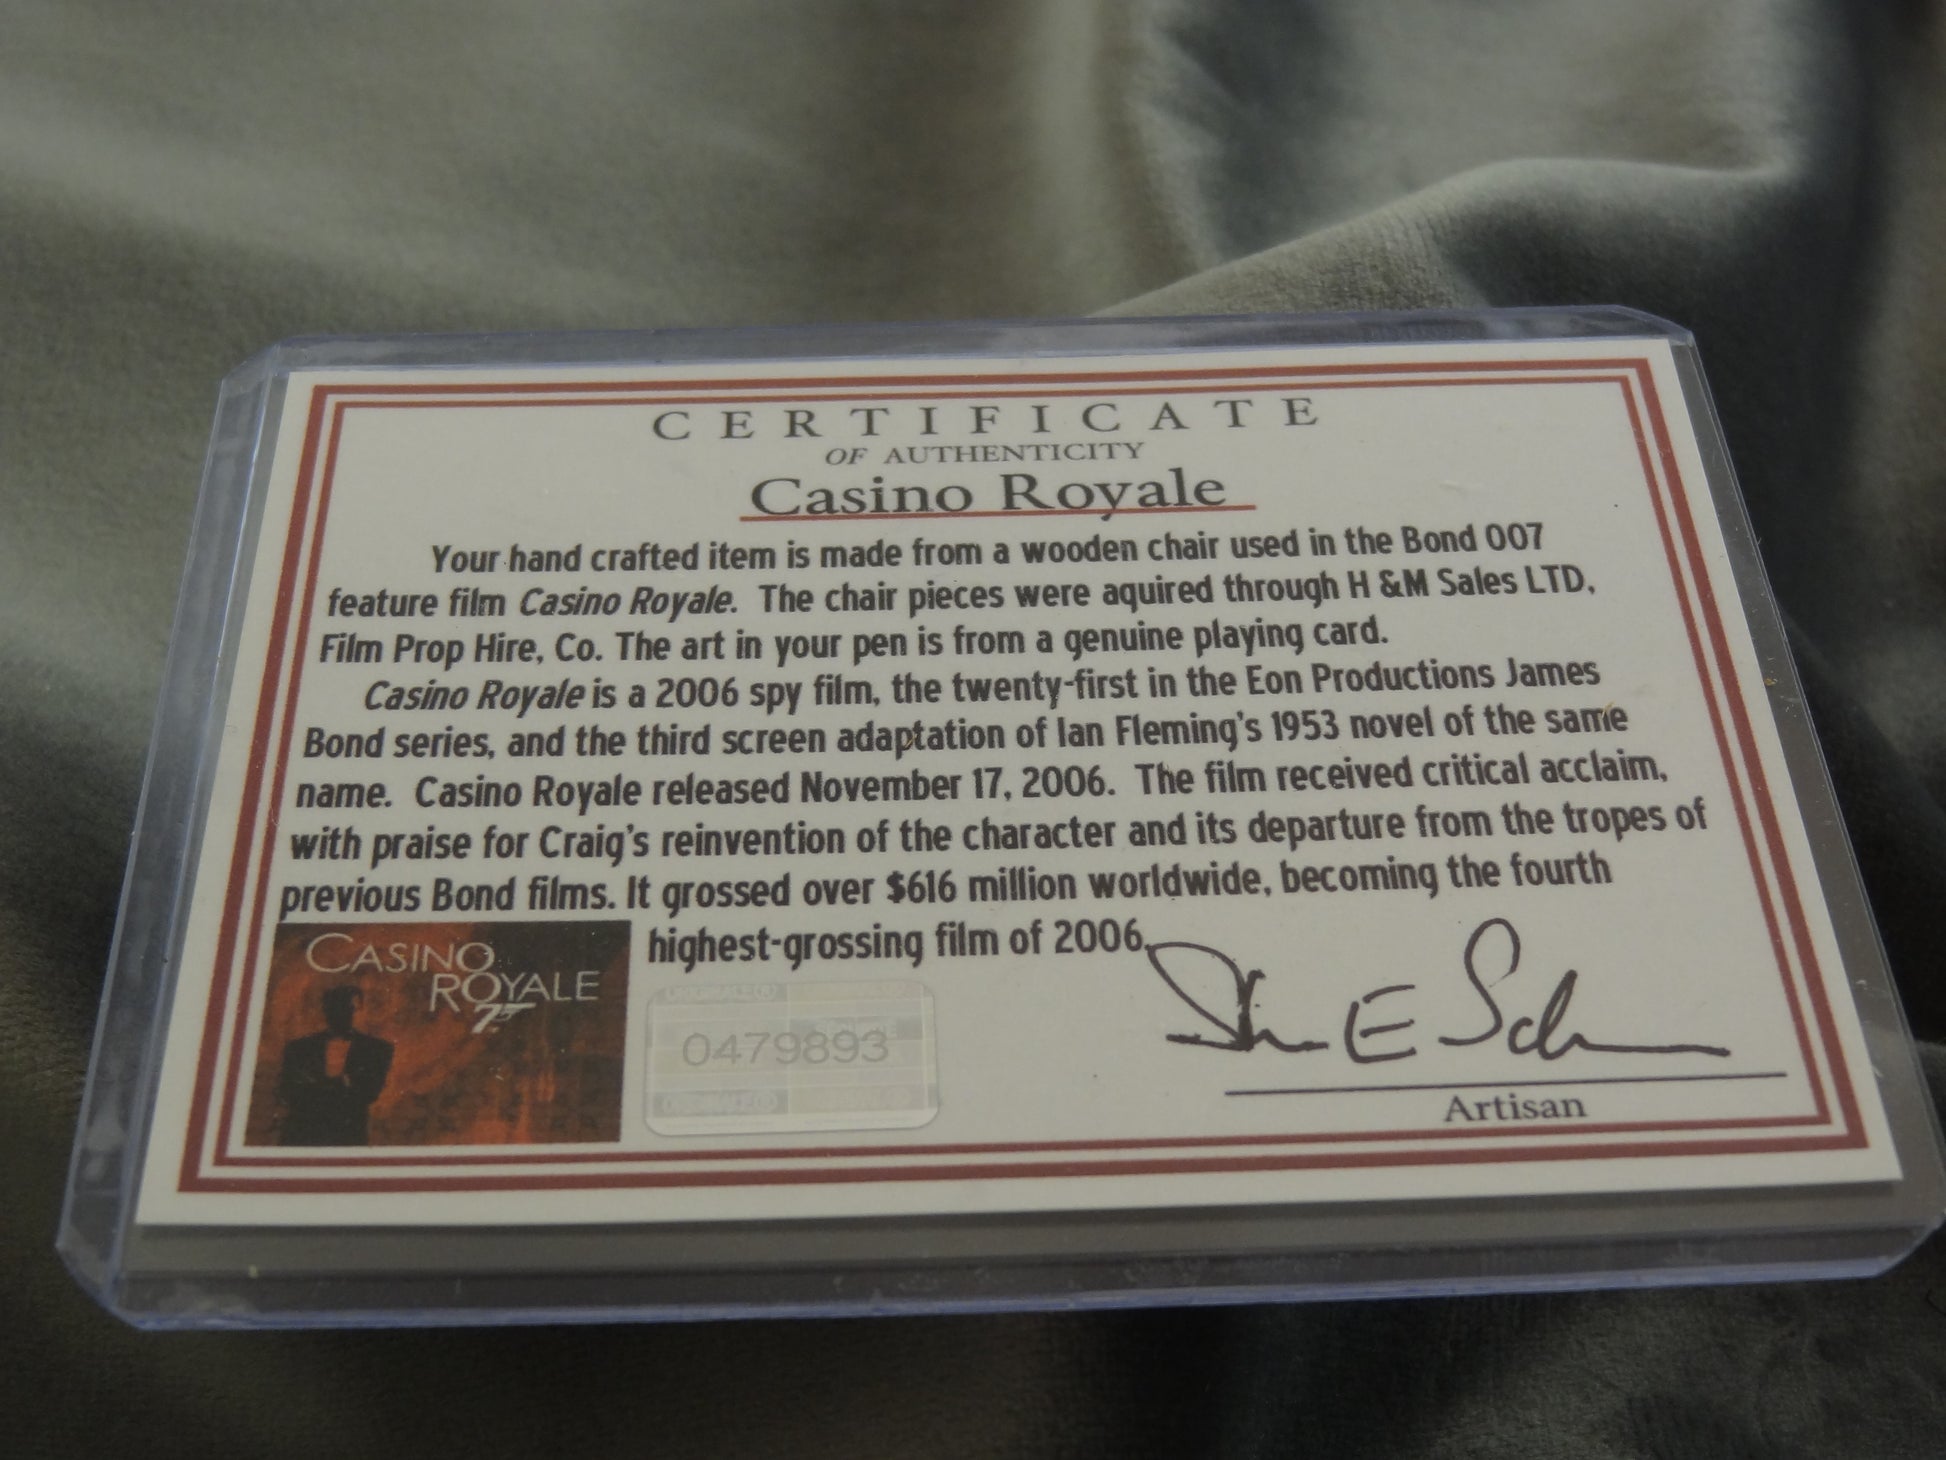 CERTIFICATE
OF AUTHENTICITY
Casino Royale
Your hand crafted item is made from a wooden chair used in the Bond 007
feature film Casino Royale. The chair pieces were aquired through H &M Sales LTD,
Film Prop Hire, Co. The art in your pen is from a genuine playing card.
Casino Royale is a 2006 spy film, the twenty-first in the Eon Productions James
Bond series, and the third screen adaptation of Ian Fleming's 1953 novel of the same
name. Casino Royale released November 17, 2006. The film received critical acclaim,
with praise for Craig's reinvention of the character and its departure from the tropes of
previous Bond films. It grossed over $616 million worldwide, becoming the fourth
highest-grossing film of 2006.
CASINO
ROYALE
7
0479893
E
Artisan